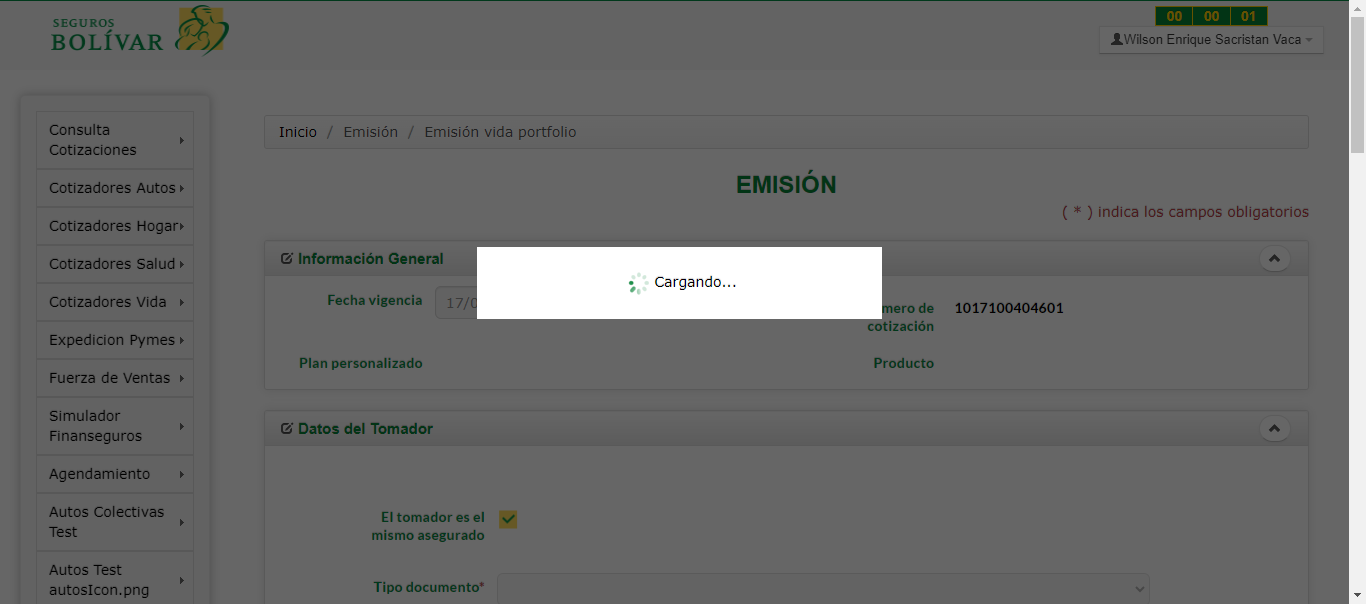 SEGUROS
BOLÍVAR
00 00 01
Wilson Enrique Sacristan Vaca
Consulta
Cotizaciones
Cotizadores Autos
Cotizadores Hogar
Cotizadores Salud
Cotizadores Vida
Expedicion Pymes
Fuerza de Ventas
Simulador
Finanseguros
Agendamiento
Autos Colectivas
Test
Autos Test
autosIcon.png
Inicio / Emisión / Emisión vida portfolio
EMISIÓN
( * ) indica los campos obligatorios
Información General
Cargando...
Fecha vigencia
17/0
mero de
cotización
1017100404601
Plan personalizado
Producto
Datos del Tomador
El tomador es el
mismo asegurado
Tipo documento*